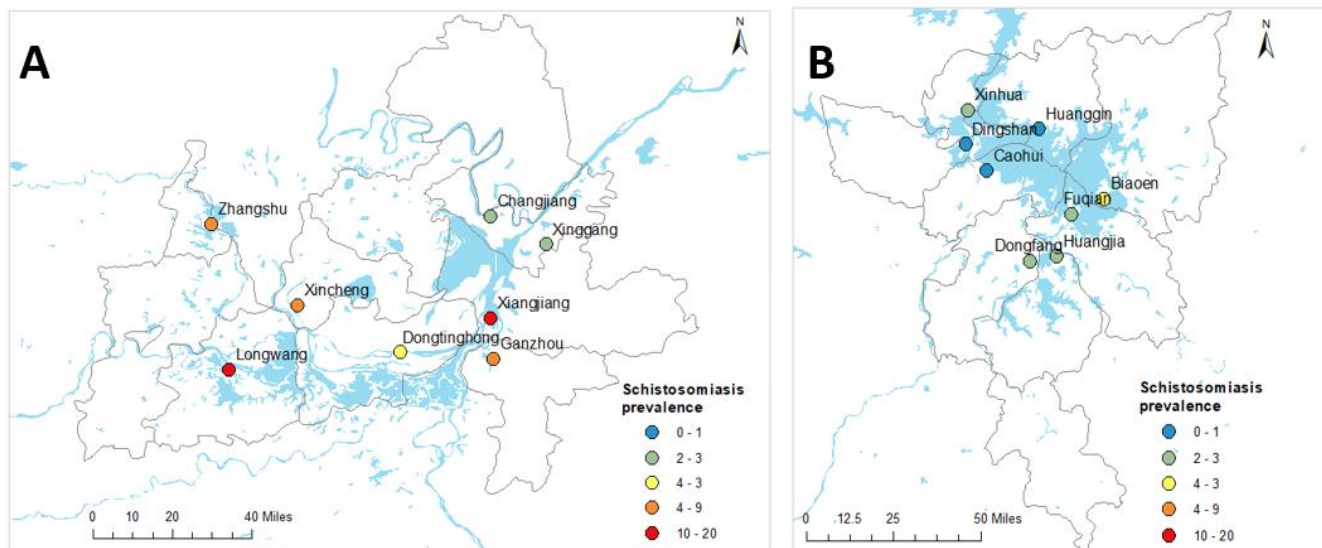 A
N
Zhangshu
Changjiang
Xinggang
Xincheng
Xiangjiang
Dongtinghong
Ganzhou
Longwang
Schistosomiasis
prevalence
0 - 1
2 - 3
4 - 3
4 - 9
10 - 20
0 10 20 40 Miles
B
N
Xinhua
Huanggin
Dingshan
Caohui
Biaoen
Fuqian
Dongfang
Huangjia
Schistosomiasis
prevalence
0 - 1
2 - 3
4 - 3
4 - 9
10 - 20
0 12.5 25 50 Miles